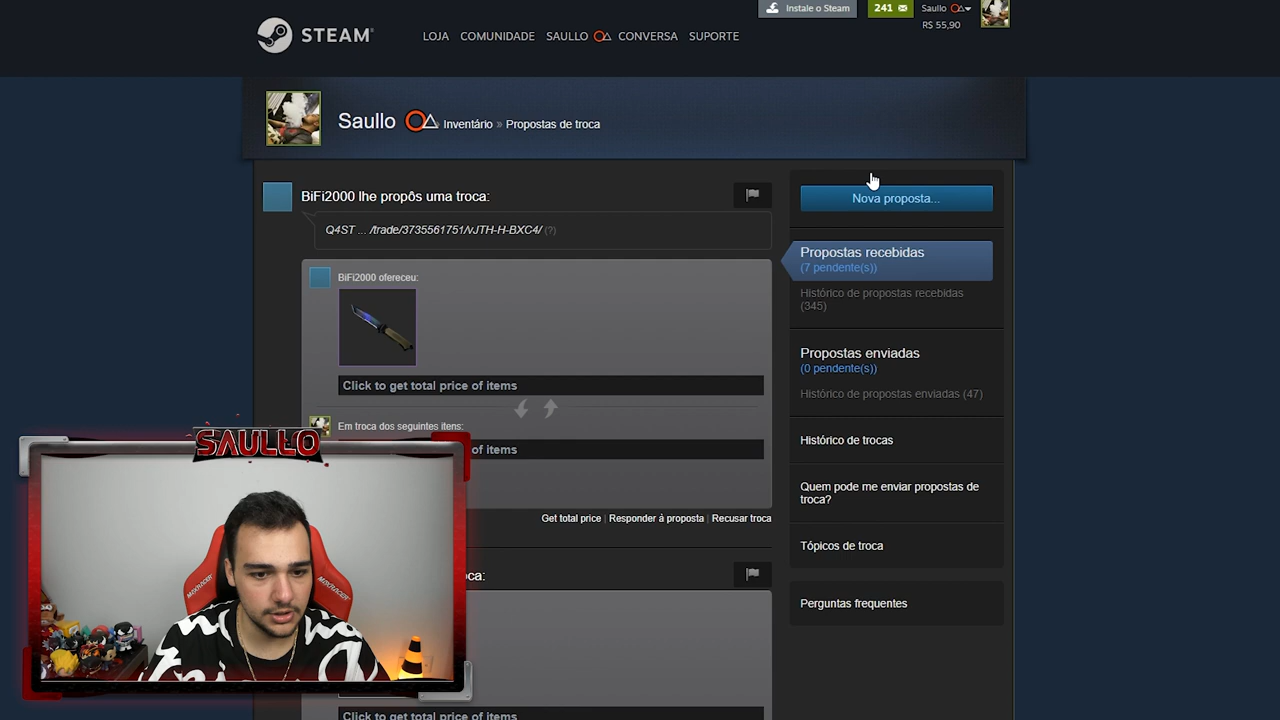 Instale o Steam
241
Saullo
R$ 55,90
STEAM
LOJA COMUNIDADE SAULLO CONVERSA SUPORTE
Saullo
Inventário » Propostas de troca
BiFi2000 lhe propôs uma troca:
Q4ST ... /trade/3735561751/vJTH-H-BXC4/ (?)
BiFi2000 ofereceu:
Click to get total price of items
Em troca dos seguintes itens:
of items
Get total price | Responder à proposta | Recusar troca
oca:
Click to get total price of items
Nova proposta...
Propostas recebidas
(7 pendente(s))
Histórico de propostas recebidas
(345)
Propostas enviadas
(0 pendente(s))
Histórico de propostas enviadas (47)
Histórico de trocas
Quem pode me enviar propostas de
troca?
Tópicos de troca
Perguntas frequentes
SAULLO